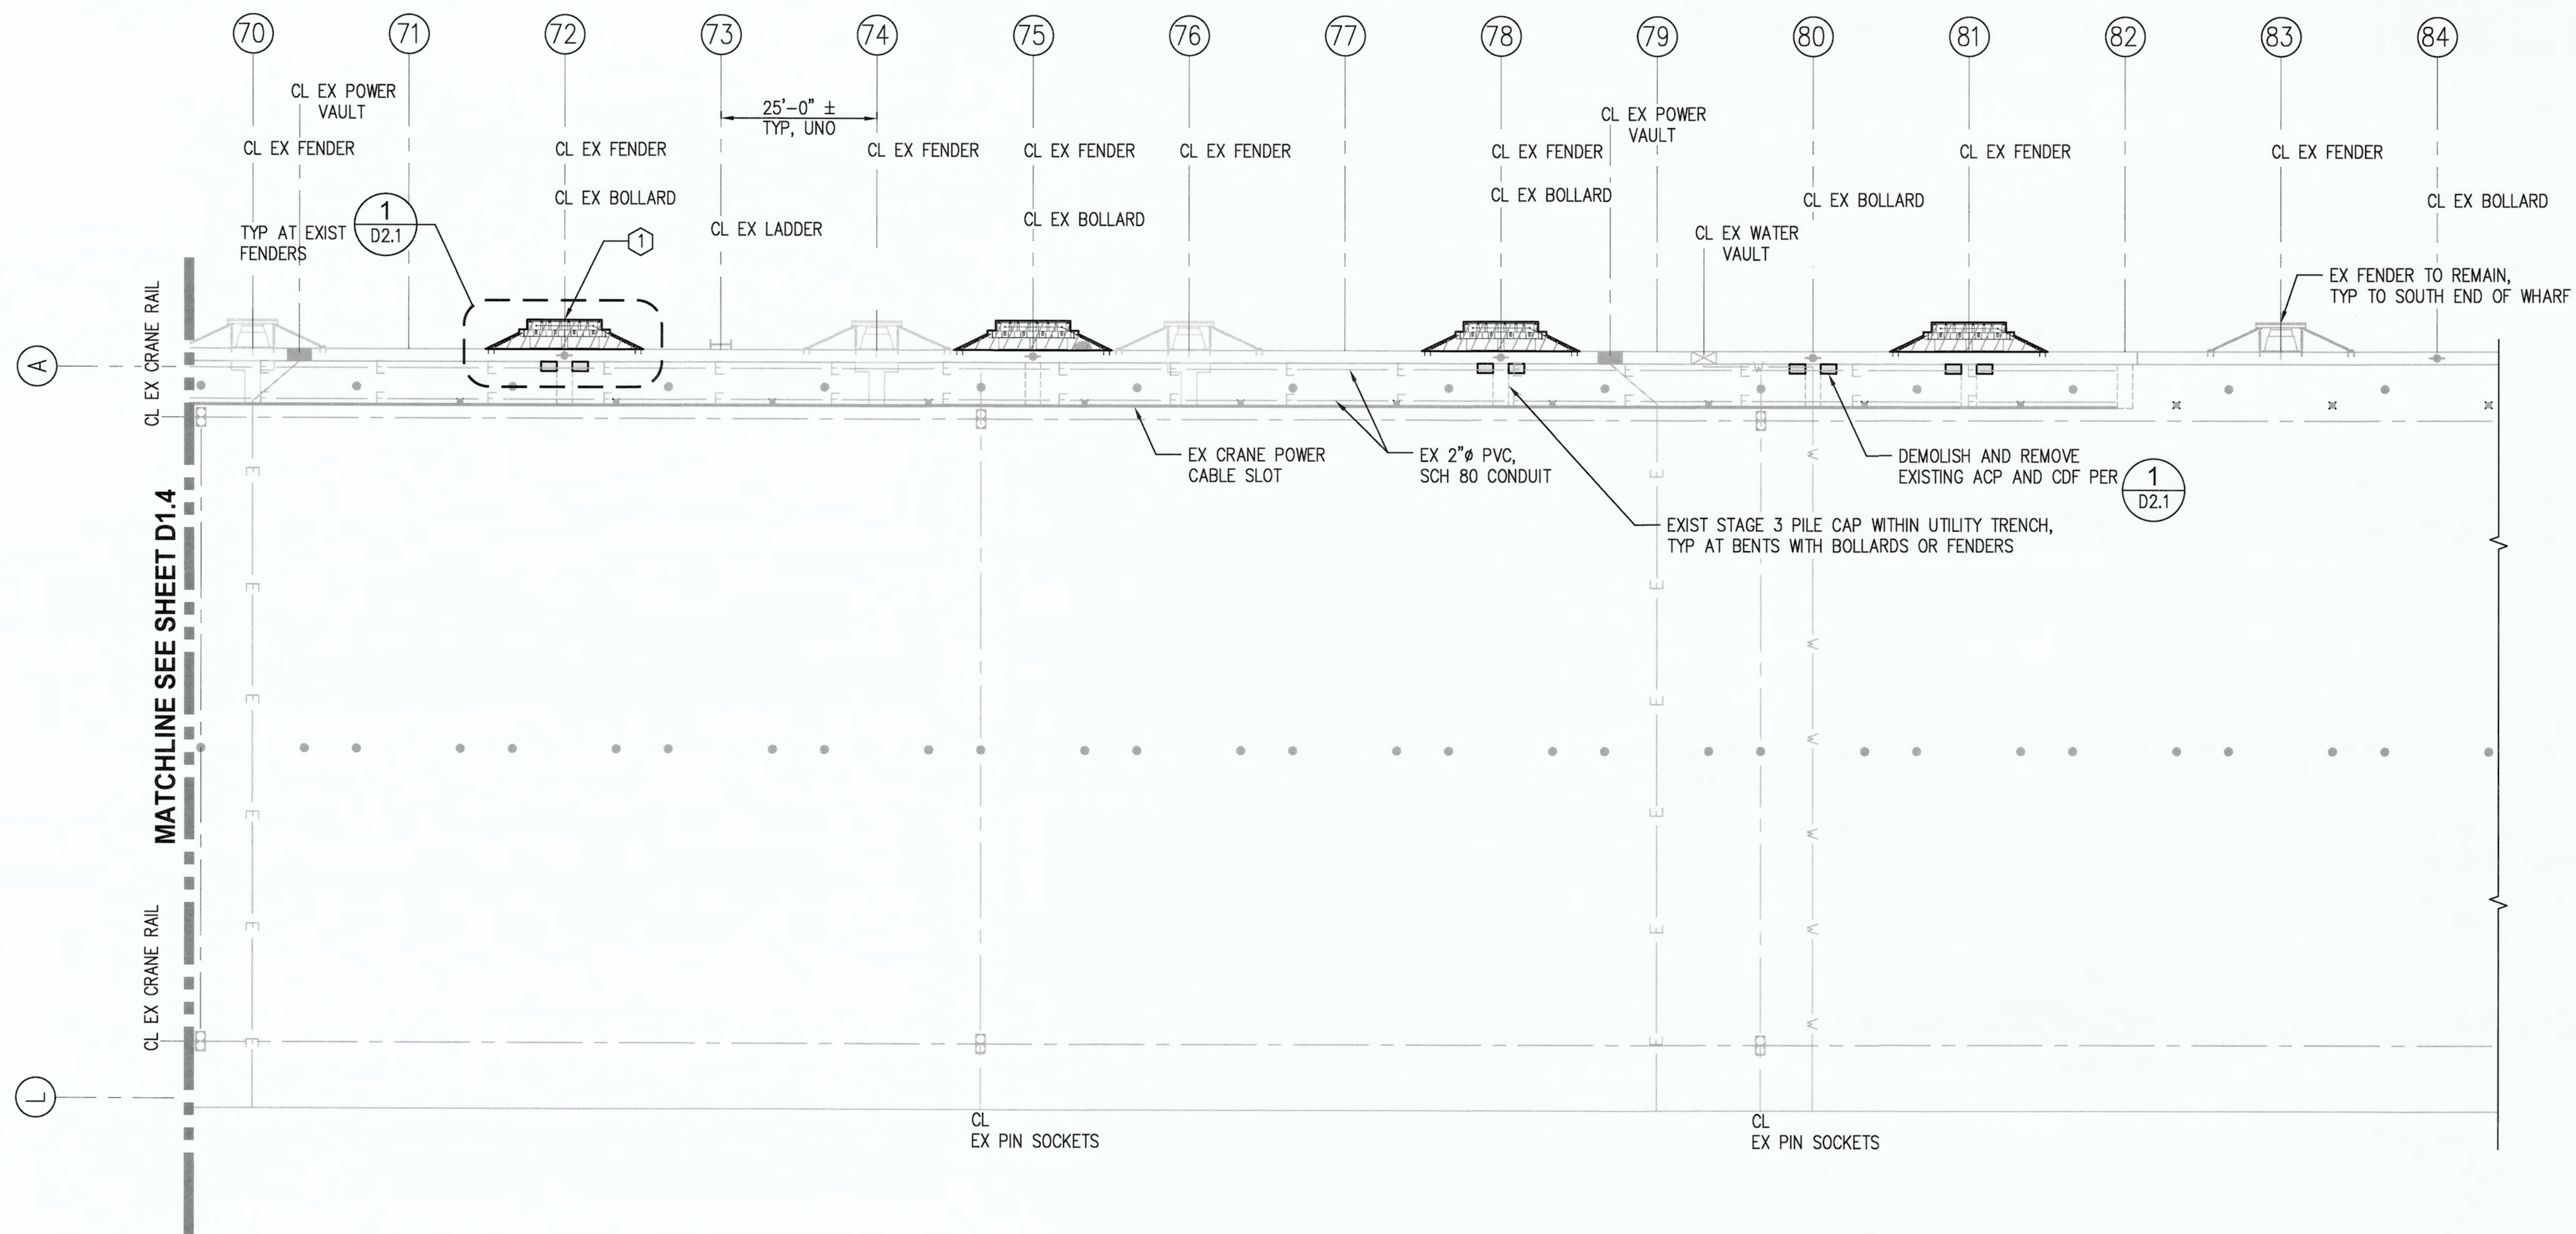 70
71
72
73
74
75
76
77
78
79
80
81
82
83
84
CL EX POWER
VAULT
25'-0" ±
TYP, UNO
CL EX POWER
VAULT
CL EX FENDER
CL EX FENDER
CL EX FENDER
CL EX FENDER
CL EX FENDER
CL EX FENDER
CL EX FENDER
CL EX FENDER
CL EX BOLLARD
CL EX BOLLARD
CL EX BOLLARD
CL EX BOLLARD
CL EX BOLLARD
CL EX LADDER
1
D2.1
TYP AT EXIST
FENDERS
1
CL EX WATER
VAULT
EX FENDER TO REMAIN,
TYP TO SOUTH END OF WHARF
CL EX CRANE RAIL
A
E E E E E E E E E E E E W E E
E E E E E E E E E E E E E E
EX CRANE POWER
CABLE SLOT
EX 2"ø PVC,
SCH 80 CONDUIT
DEMOLISH AND REMOVE
EXISTING ACP AND CDF PER
1
D2.1
EXIST STAGE 3 PILE CAP WITHIN UTILITY TRENCH,
TYP AT BENTS WITH BOLLARDS OR FENDERS
MATCHLINE SEE SHEET D1.4
E
E
E
E
E
E
E
E
E
E
E
E
W
W
W
W
W
W
CL EX CRANE RAIL
L
CL
EX PIN SOCKETS
CL
EX PIN SOCKETS